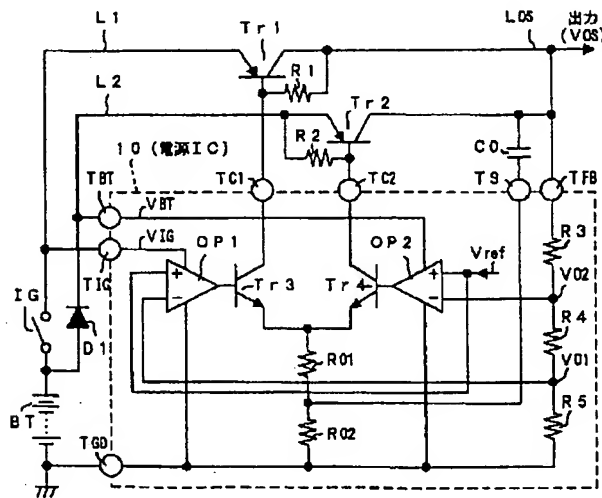 L1
Tr1
LOS
出力
(VOS)
R1
L2
Tr2
R2
10 (電源IC)
C0
TBT
TC1
TC2
TS
TFB
VBT
VIG
OP1
OP2
Vref
R3
TIG
Tr3
Tr4
V02
IG
D1
R4
R01
V01
BT
R02
R5
TGD
+
−
+
−